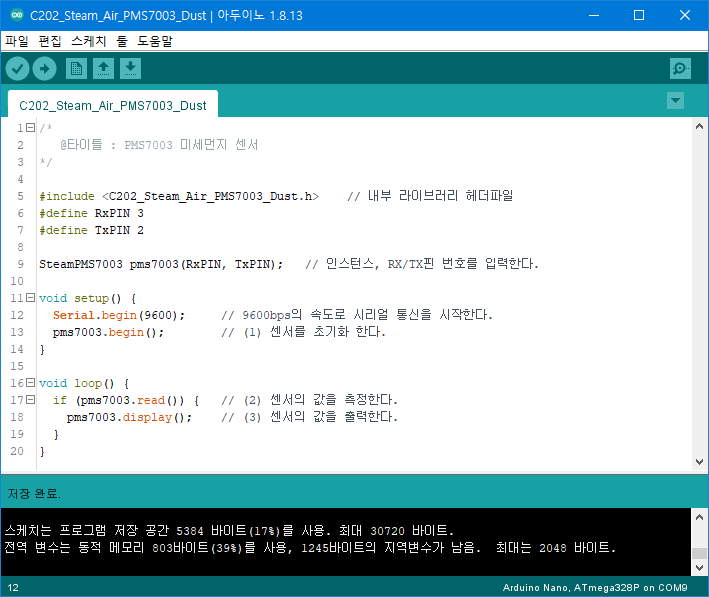 C202_Steam_Air_PMS7003_Dust | 아두이노 1.8.13
파일 편집 스케치 툴 도움말
C202_Steam_Air_PMS7003_Dust
1 /*
2 @타이틀 : PMS7003 미세먼지 센서
3 */
4
5 #include <C202_Steam_Air_PMS7003_Dust.h> // 내부 라이브러리 헤더파일
6 #define RxPIN 3
7 #define TxPIN 2
8
9 SteamPMS7003 pms7003(RxPIN, TxPIN); // 인스턴스, RX/TX핀 번호를 입력한다.
10
11 void setup() {
12 Serial.begin(9600); // 9600bps의 속도로 시리얼 통신을 시작한다.
13 pms7003.begin(); // (1) 센서를 초기화 한다.
14 }
15
16 void loop() {
17 if (pms7003.read()) { // (2) 센서의 값을 측정한다.
18 pms7003.display(); // (3) 센서의 값을 출력한다.
19 }
20 }
저장 완료.
스케치는 프로그램 저장 공간 5384 바이트(17%)를 사용. 최대 30720 바이트.
전역 변수는 동적 메모리 803바이트(39%)를 사용, 1245바이트의 지역변수가 남음. 최대는 2048 바이트.
12 Arduino Nano, ATmega328P on COM9